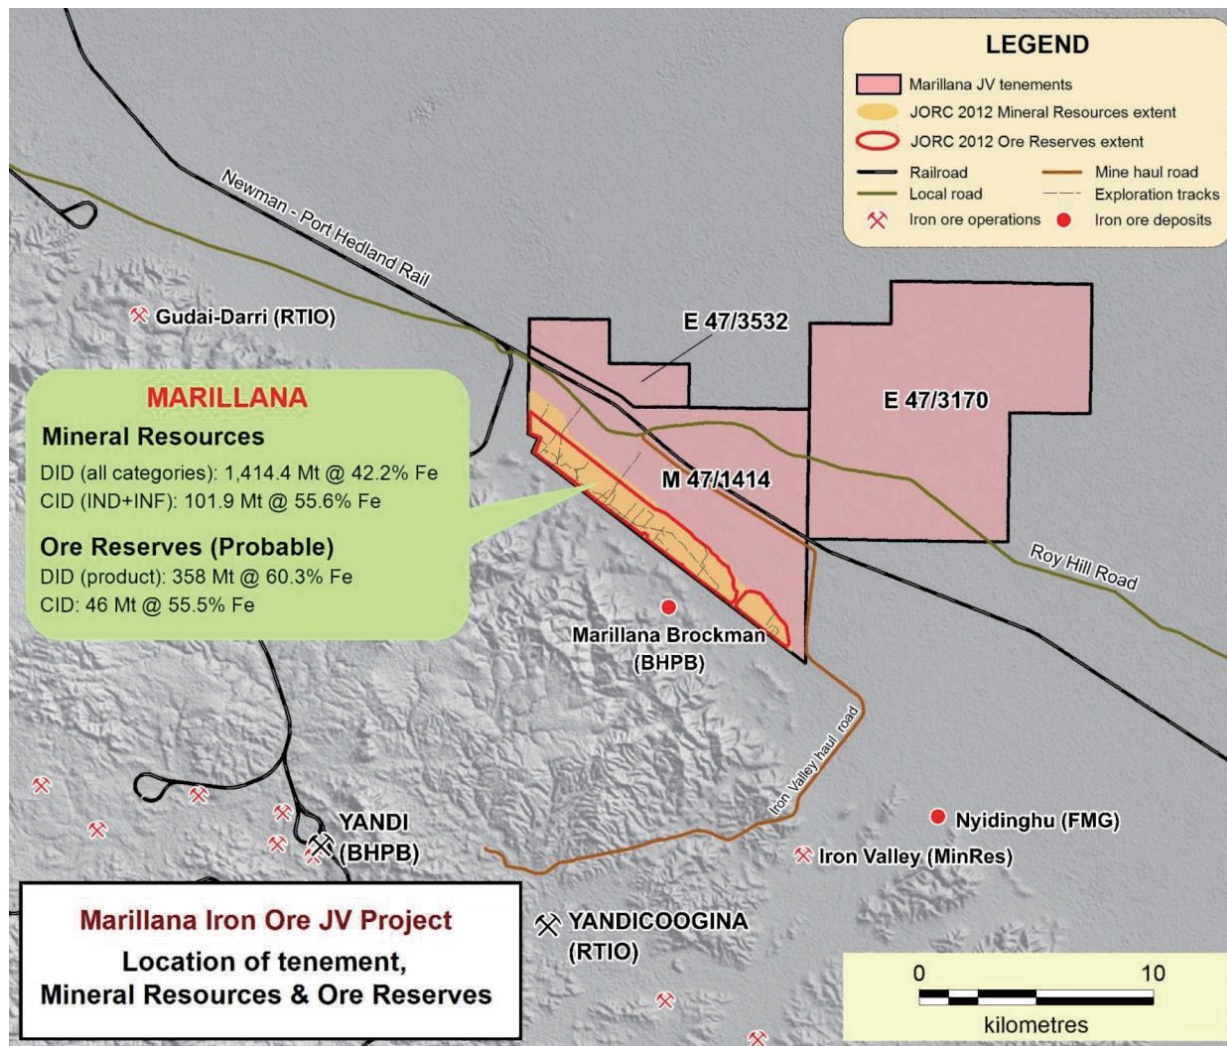 LEGEND
Marillana JV tenements
JORC 2012 Mineral Resources extent
JORC 2012 Ore Reserves extent
Railroad
Mine haul road
Local road
Exploration tracks
Iron ore operations
Iron ore deposits
Newman - Port Hedland Rail
Gudai-Darri (RTIO)
E 47/3532
E 47/3170
M 47/1414
MARILLANA
Mineral Resources
DID (all categories): 1,414.4 Mt @ 42.2% Fe
CID (IND+INF): 101.9 Mt @ 55.6% Fe
Ore Reserves (Probable)
DID (product): 358 Mt @ 60.3% Fe
CID: 46 Mt @ 55.5% Fe
Roy Hill Road
Marillana Brockman
(BHPB)
Iron Valley haul road
Nyidinghu (FMG)
YANDI
(BHPB)
Iron Valley (MinRes)
YANDICOOGINA
(RTIO)
Marillana Iron Ore JV Project
Location of tenement,
Mineral Resources & Ore Reserves
0 10
kilometres